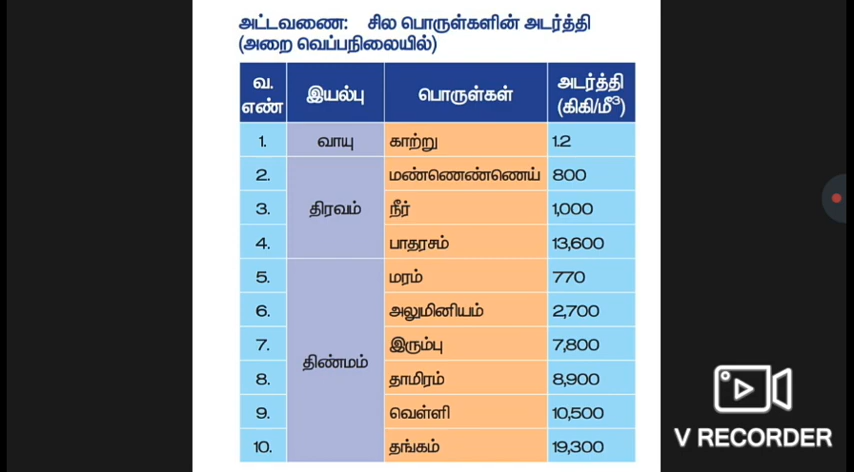 அட்டவணை: சில பொருள்களின் அடர்த்தி
(அறை வெப்பநிலையில்)
வ. எண் இயல்பு பொருள்கள் அடர்த்தி (கிகி/மீ³)
1. வாயு காற்று 1.2
2. திரவம் மண்ணெண்ணெய் 800
3. நீர் 1,000
4. பாதரசம் 13,600
5. திண்மம் மரம் 770
6. அலுமினியம் 2,700
7. இரும்பு 7,800
8. தாமிரம் 8,900
9. வெள்ளி 10,500
10. தங்கம் 19,300
V RECORDER